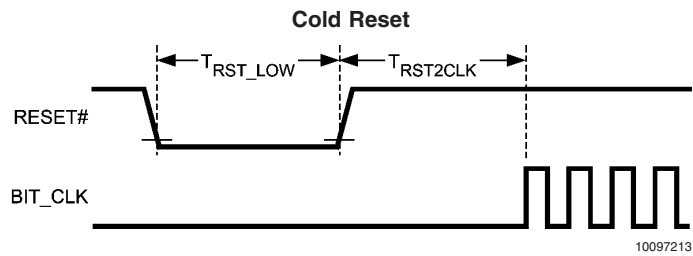 Cold Reset
TRST_LOW
TRST2CLK
RESET#
BIT_CLK
10097213